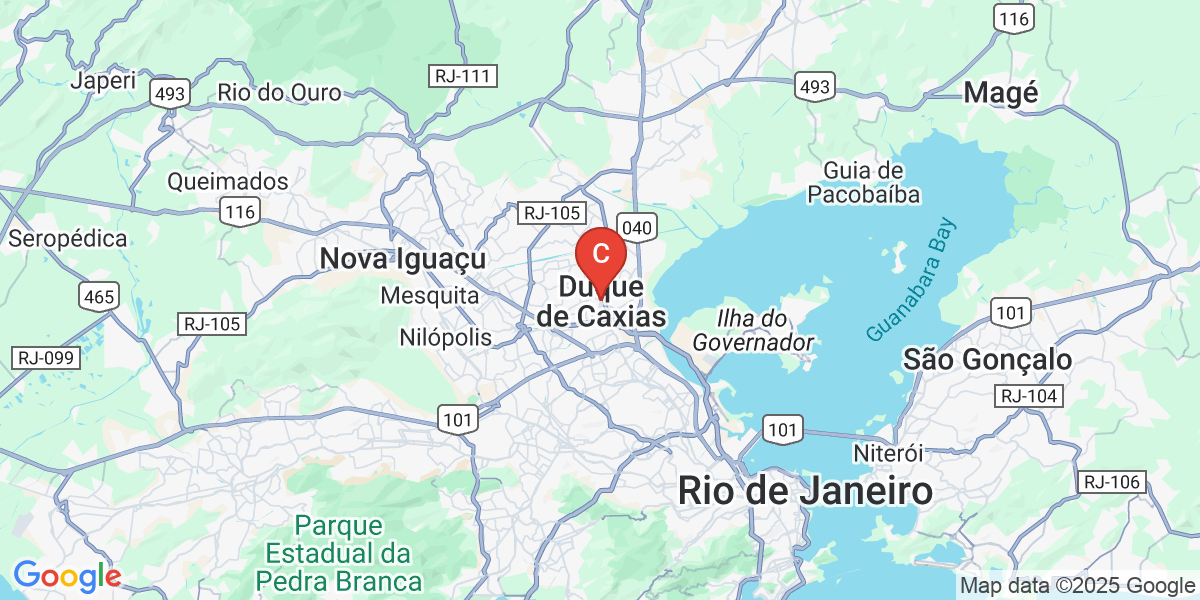 116
Japeri
RJ-111
493
Rio do Ouro
493
Magé
Guia de
Pacobaíba
Queimados
116
RJ-105
040
Seropédica
Nova Iguaçu
C
Duque
de Caxias
Guanabara Bay
Mesquita
465
RJ-105
Nilópolis
Ilha do
Governador
101
São Gonçalo
RJ-099
RJ-104
101
101
Niterói
Rio de Janeiro
RJ-106
Parque
Estadual da
Pedra Branca
Google
Map data ©2025 Google